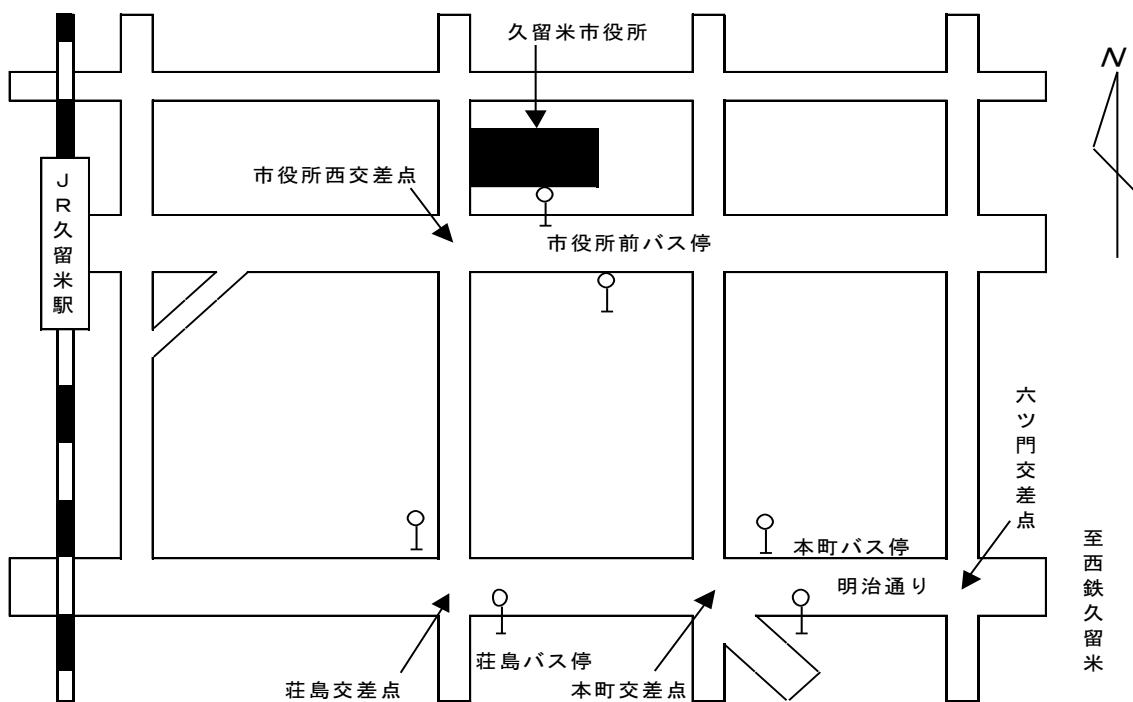 久留米市役所
N
市役所西交差点
JR久留米駅
市役所前バス停
六ツ門交差点
本町バス停
至西鉄久留米
明治通り
荘島バス停
荘島交差点
本町交差点